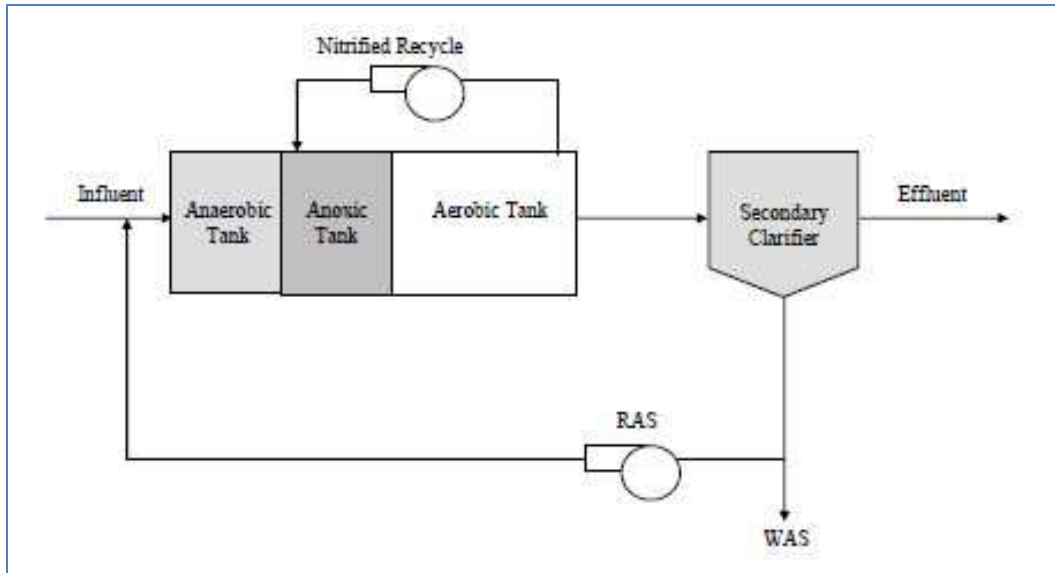 Nitrified Recycle
Influent
Anaerobic
Tank
Anoxic
Tank
Aerobic Tank
Secondary
Clarifier
Effluent
RAS
WAS